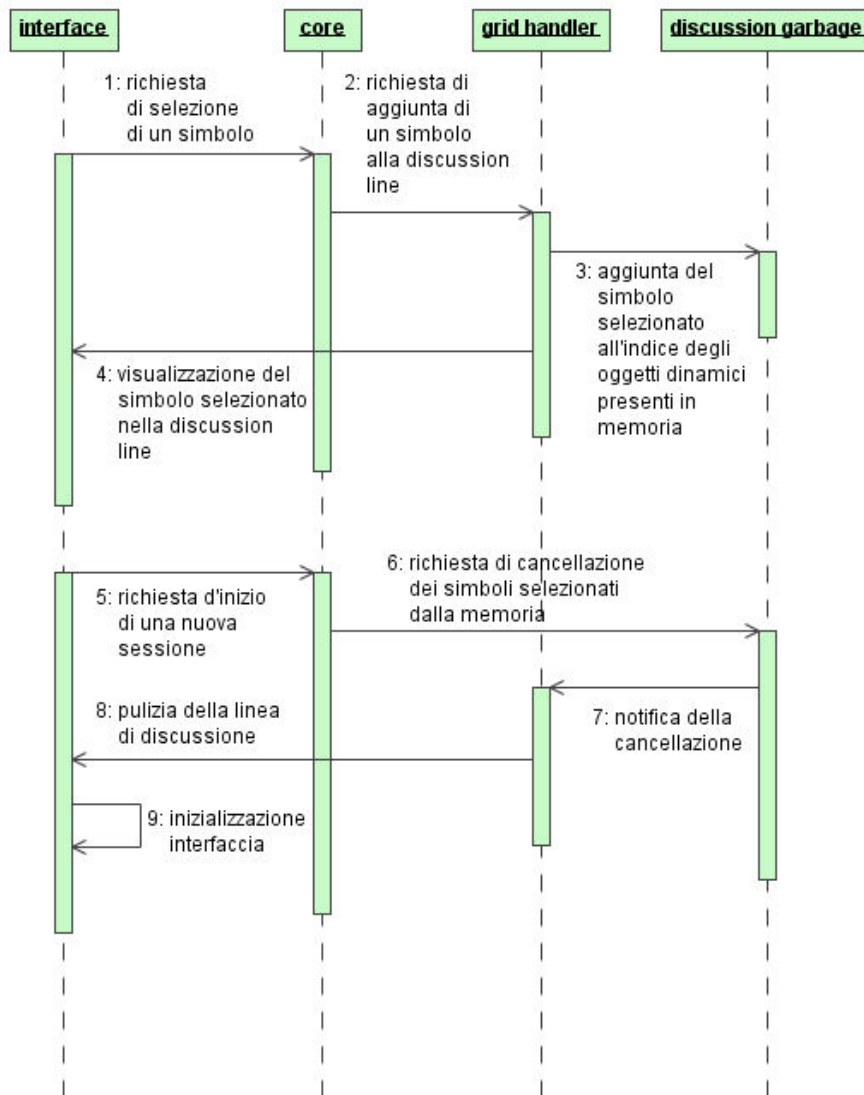 interface
core
grid handler
discussion garbage
1: richiesta
di selezione
di un simbolo
2: richiesta di
aggiunta di
un simbolo
alla discussion
line
3: aggiunta del
simbolo
selezionato
all'indice degli
oggetti dinamici
presenti in
memoria
4: visualizzazione del
simbolo selezionato
nella discussion
line
5: richiesta d'inizio
di una nuova
sessione
6: richiesta di cancellazione
dei simboli selezionati
dalla memoria
7: notifica della
cancellazione
8: pulizia della linea
di discussione
9: inizializzazione
interfaccia